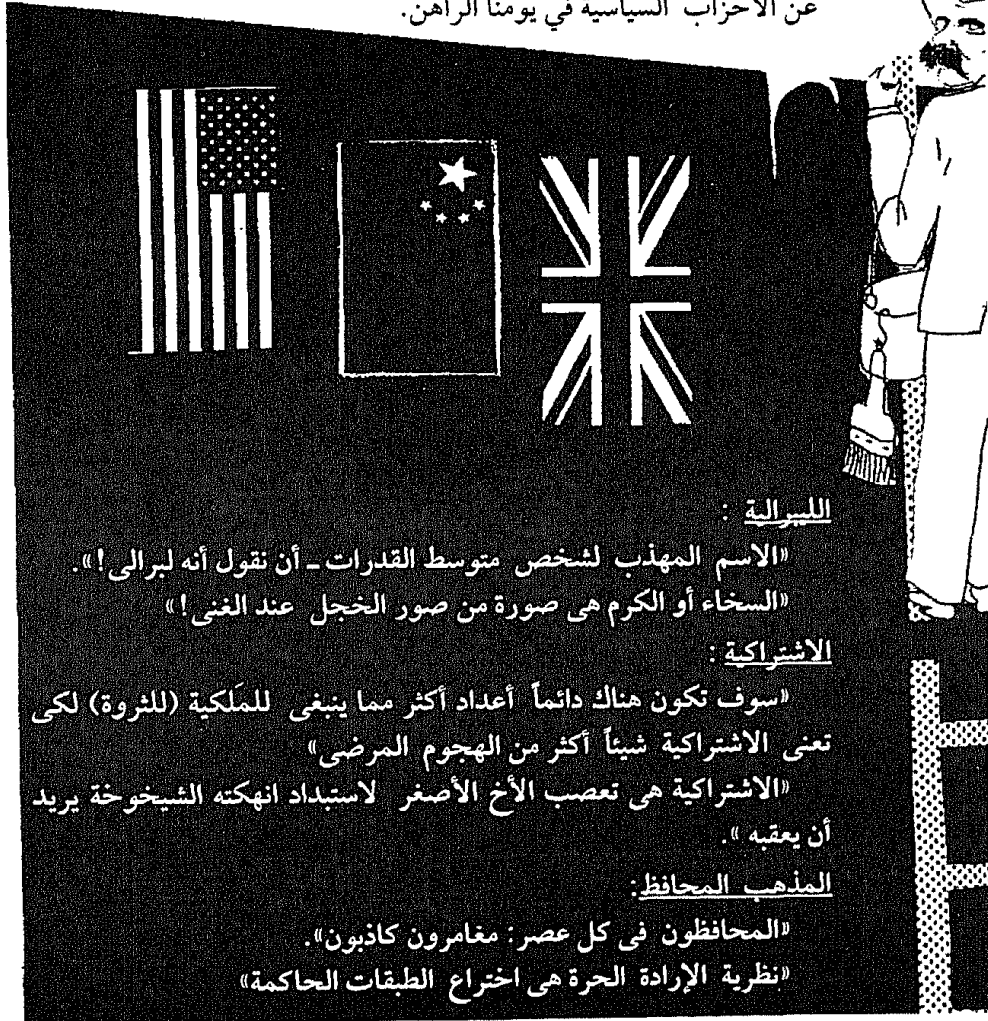 عن الأحزاب السياسية في يومنا الراهن.
الليبرالية :
«الاسم المهذب لشخص متوسط القدرات ـ أن نقول أنه لبرالى!».
«السخاء أو الكرم هى صورة من صور الخجل عند الغنى!»
الاشتراكية :
«سوف تكون هناك دائماً أعداد أكثر مما ينبغى للمَلكية (للثروة) لكى
تعنى الاشتراكية شيئاً أكثر من الهجوم المرضى»
«الاشتراكية هى تعصب الأخ الأصغر لاستبداد انهكته الشيخوخة يريد
أن يعقبه».
المذهب المحافظ:
«المحافظون فى كل عصر: مغامرون كاذبون».
«نظرية الإرادة الحرة هى اختراع الطبقات الحاكمة»